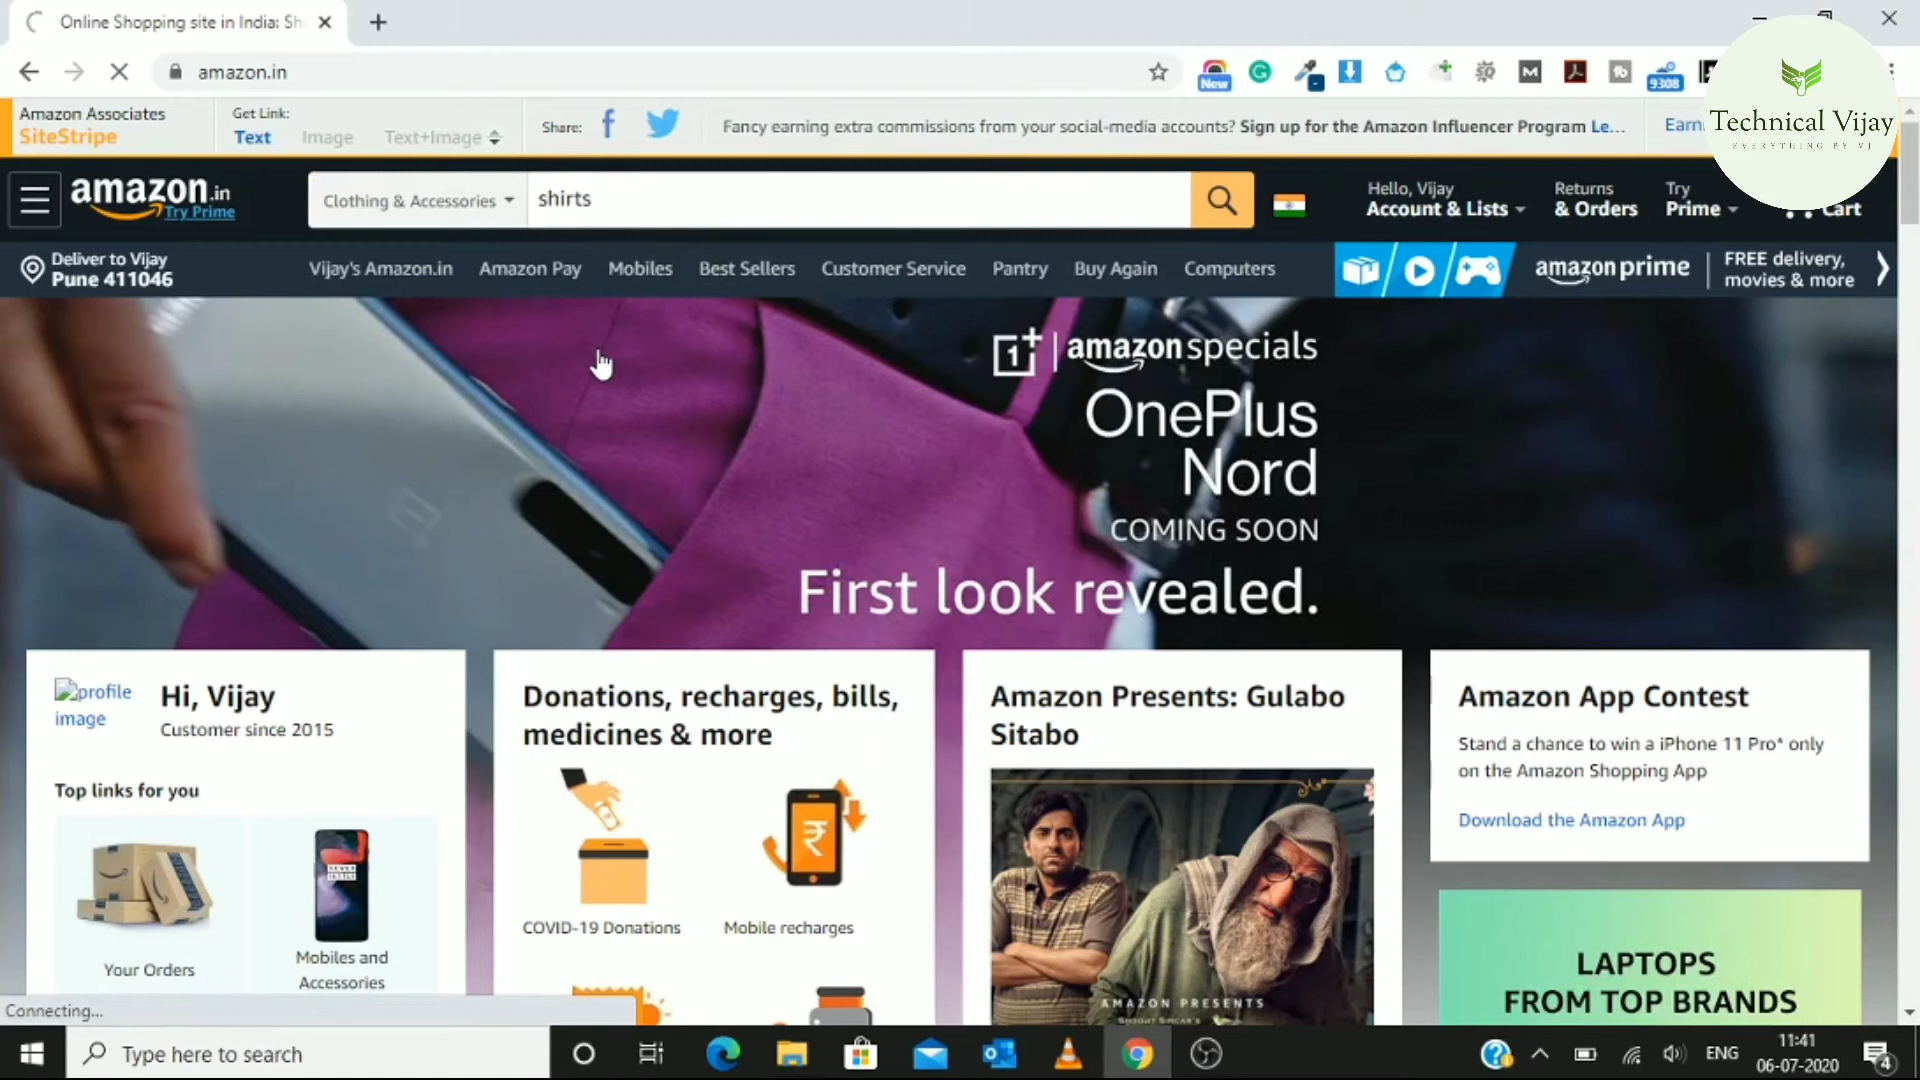 Online Shopping site in India: Sh
amazon.in
New
9308
Technical Vijay
EVERYTHING BY VJ
Amazon Associates
SiteStripe
Get Link:
Text
Image
Text+Image
Share:
Fancy earning extra commissions from your social-media accounts? Sign up for the Amazon Influencer Program Le...
Earn
amazon.in
Try Prime
Clothing & Accessories
shirts
Hello, Vijay
Account & Lists
Returns
& Orders
Try
Prime
Cart
Deliver to Vijay
Pune 411046
Vijay's Amazon.in
Amazon Pay
Mobiles
Best Sellers
Customer Service
Pantry
Buy Again
Computers
amazon prime
FREE delivery,
movies & more
1+ | amazon specials
OnePlus
Nord
COMING SOON
First look revealed.
profile
image
Hi, Vijay
Customer since 2015
Top links for you
Your Orders
Mobiles and
Accessories
Donations, recharges, bills,
medicines & more
COVID-19 Donations
Mobile recharges
Amazon Presents: Gulabo
Sitabo
AMAZON PRESENTS
Amazon App Contest
Stand a chance to win a iPhone 11 Pro* only
on the Amazon Shopping App
Download the Amazon App
LAPTOPS
FROM TOP BRANDS
Connecting...
Type here to search
ENG
11:41
06-07-2020
4